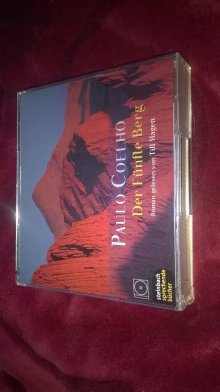 PAULO COELHO
Der Fünfte Berg
Roman gelesen von Till Hagen
steinbach
sprechende
bücher